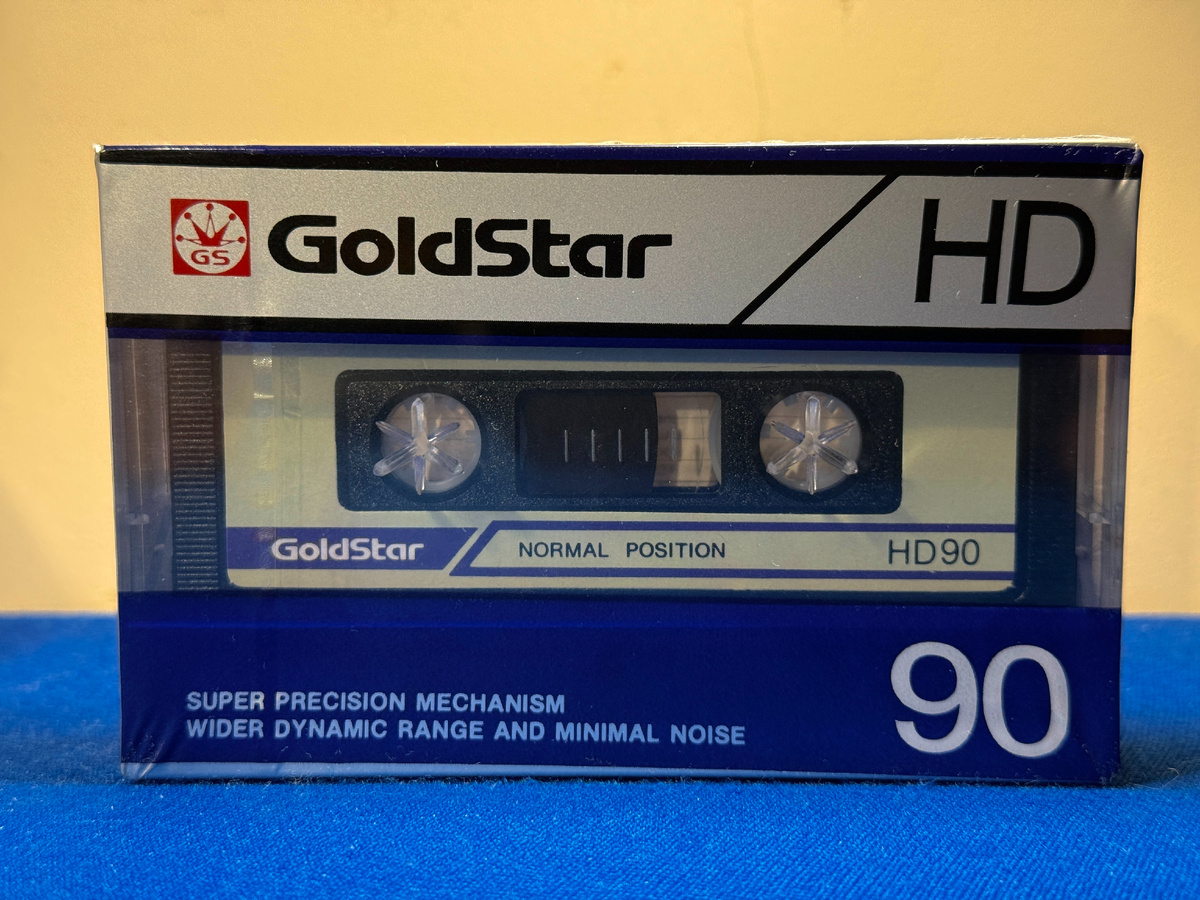 GS GoldStar HD
GoldStar NORMAL POSITION HD90
90
SUPER PRECISION MECHANISM
WIDER DYNAMIC RANGE AND MINIMAL NOISE